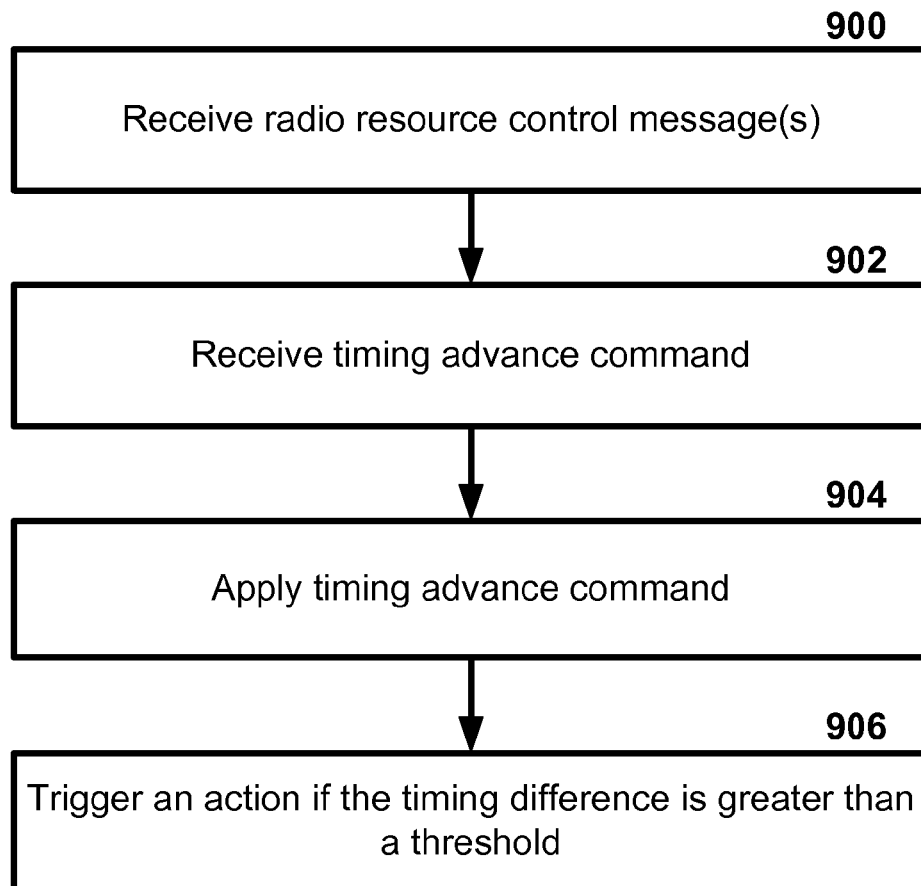 900
Receive radio resource control message(s)
902
Receive timing advance command
904
Apply timing advance command
906
Trigger an action if the timing difference is greater than
a threshold